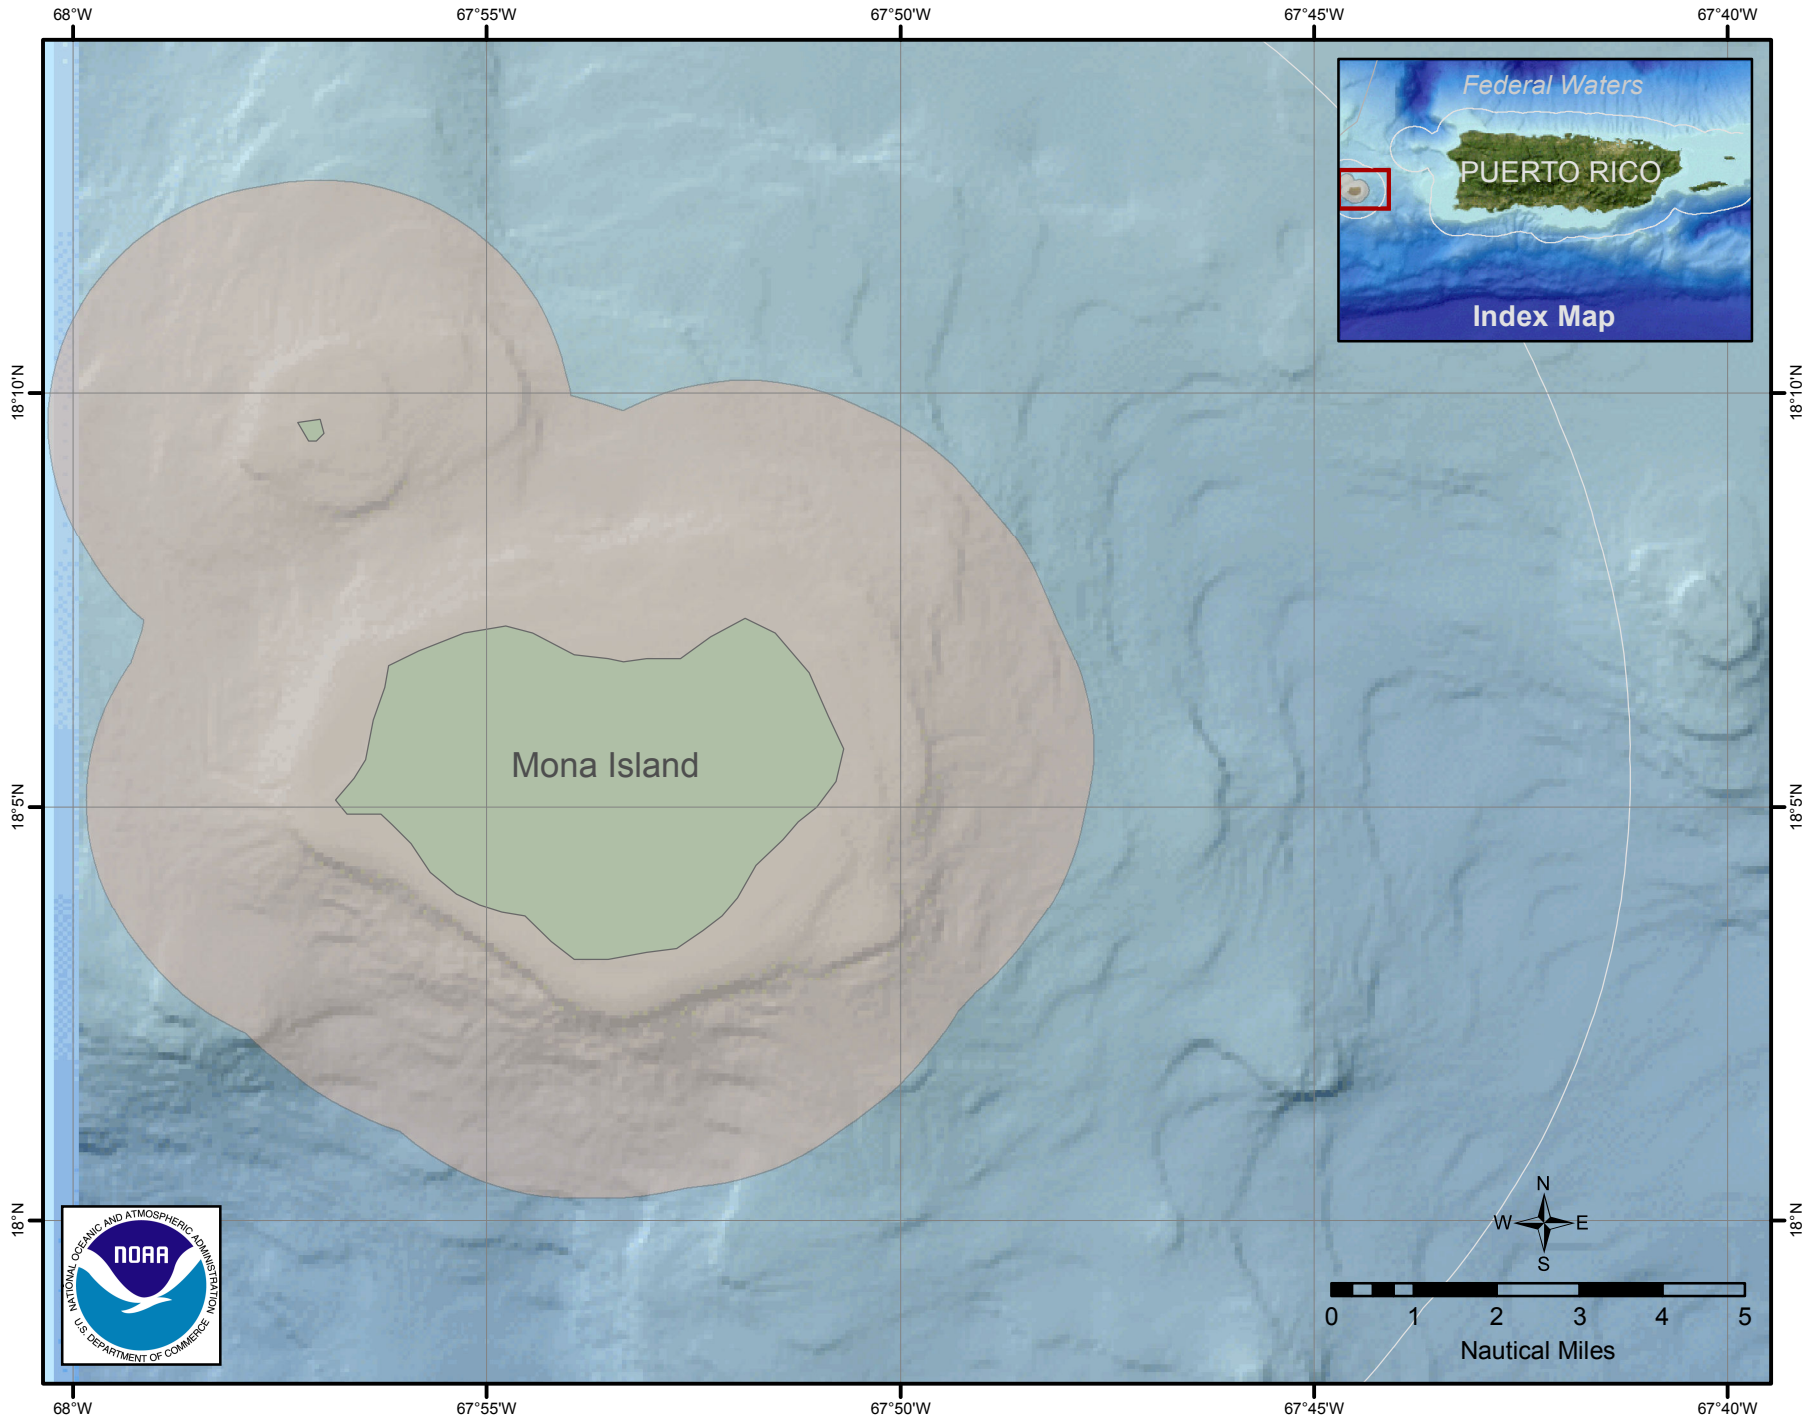 68°W 67°55'W 67°50'W 67°45'W 67°40'W
Federal Waters
PUERTO RICO
Index Map
18°10'N 18°10'N
Mona Island
18°5'N 18°5'N
18°N 18°N
N
W E
S
0 1 2 3 4 5
Nautical Miles
NATIONAL OCEANIC AND ATMOSPHERIC ADMINISTRATION
NOAA
U.S. DEPARTMENT OF COMMERCE
68°W 67°55'W 67°50'W 67°45'W 67°40'W